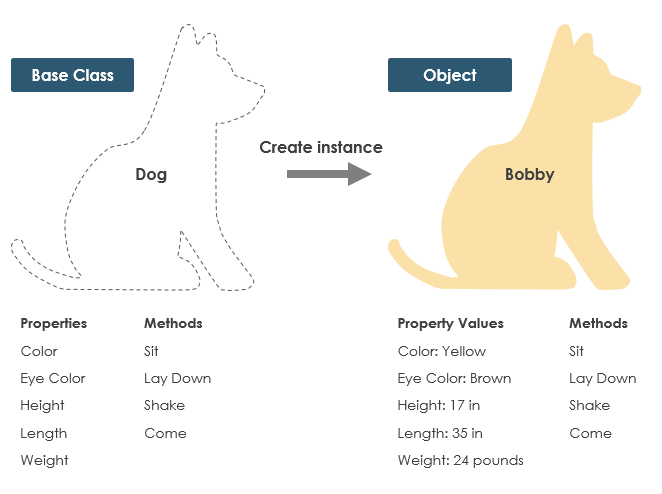 Base Class
Object
Create instance
Dog
Bobby
Properties
Color
Eye Color
Height
Length
Weight
Methods
Sit
Lay Down
Shake
Come
Property Values
Color: Yellow
Eye Color: Brown
Height: 17 in
Length: 35 in
Weight: 24 pounds
Methods
Sit
Lay Down
Shake
Come